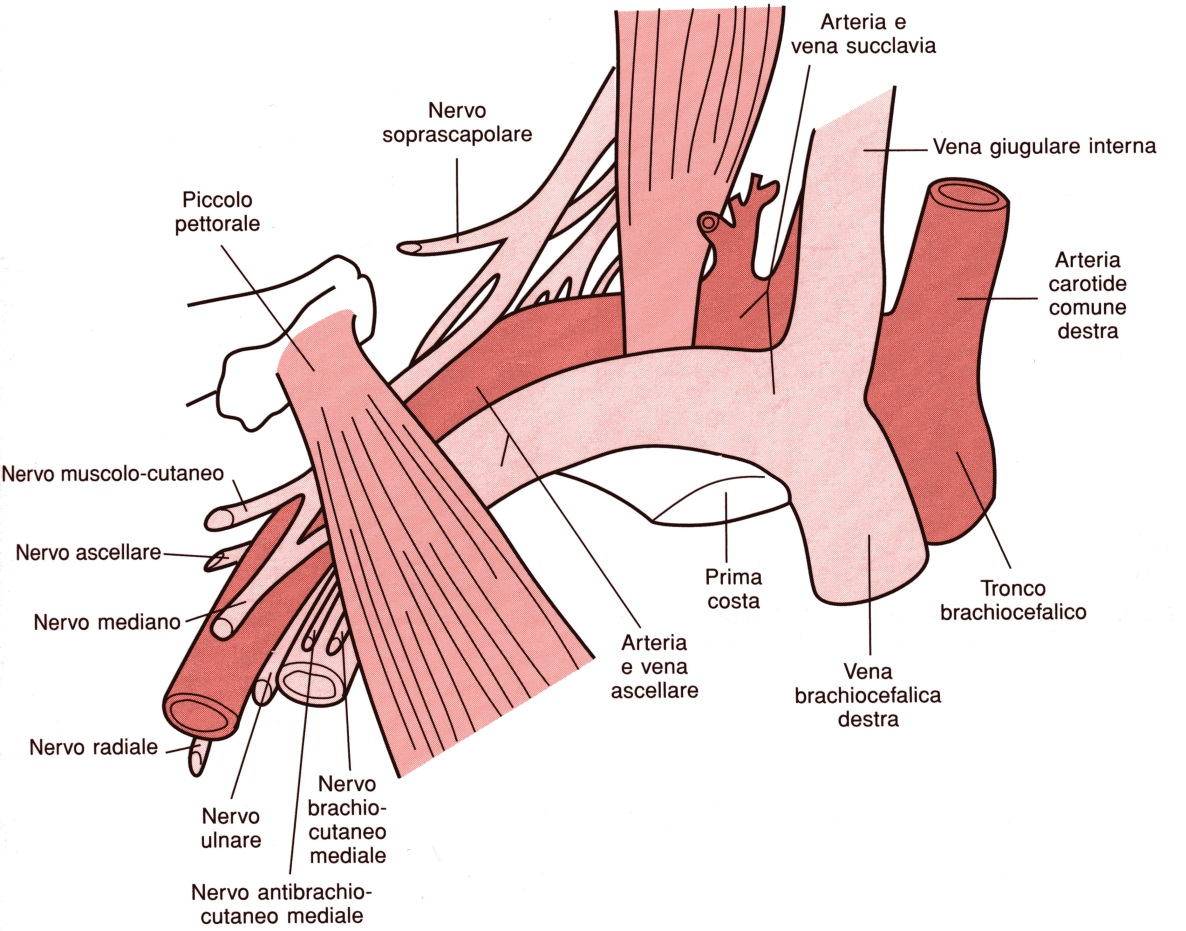 Arteria e
vena succlavia
Nervo
soprascapolare
Vena giugulare interna
Piccolo
pettorale
Arteria
carotide
comune
destra
Nervo muscolo-cutaneo
Nervo ascellare
Nervo mediano
Prima
costa
Tronco
brachiocefalico
Arteria
e vena
ascellare
Vena
brachiocefalica
destra
Nervo radiale
Nervo
ulnare
Nervo
brachio-
cutaneo
mediale
Nervo antibrachio-
cutaneo mediale